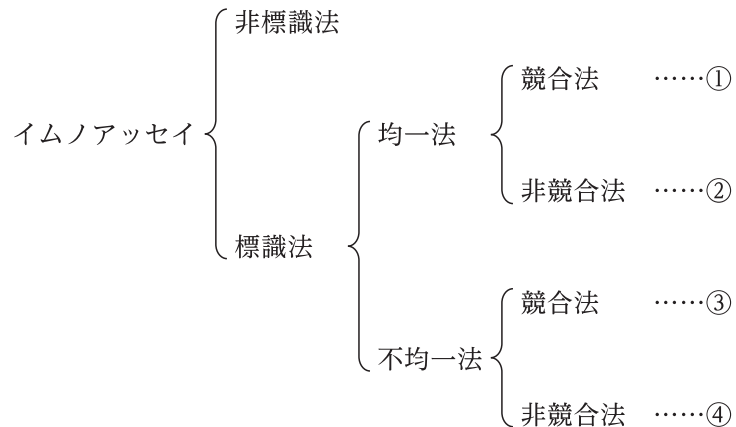 非標識法
競合法 ……①
イムノアッセイ
均一法
非競合法 ……②
標識法
競合法 ……③
不均一法
非競合法 ……④